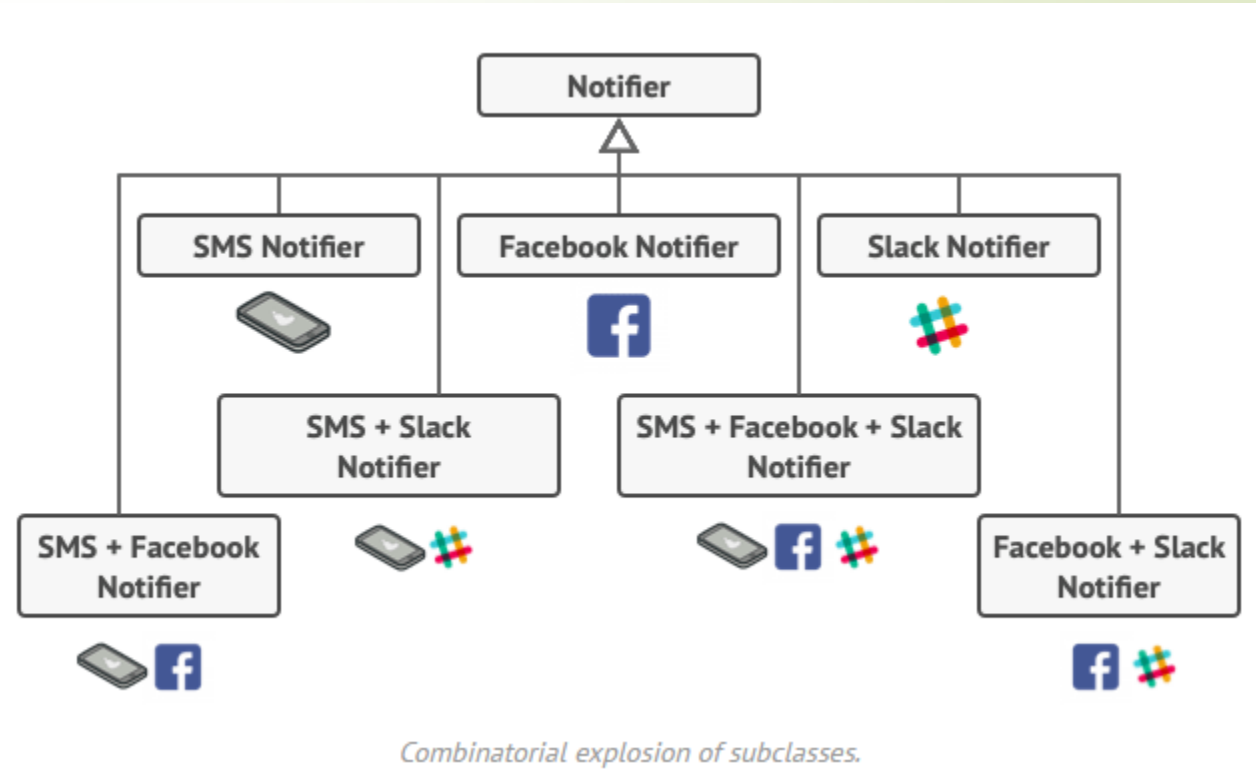 Notifier
SMS Notifier
Facebook Notifier
Slack Notifier
SMS + Slack
Notifier
SMS + Facebook + Slack
Notifier
SMS + Facebook
Notifier
Facebook + Slack
Notifier
Combinatorial explosion of subclasses.